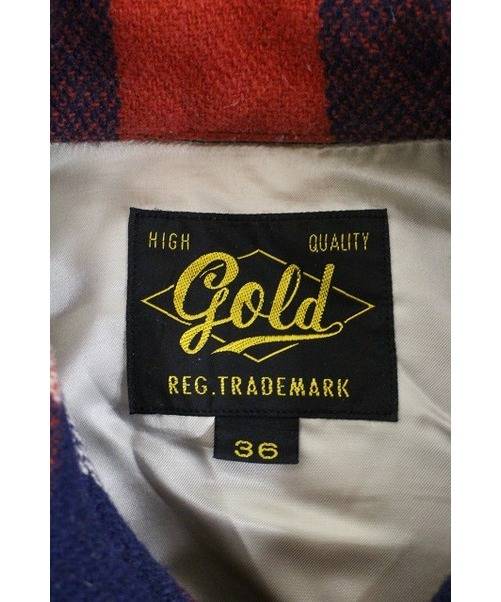 HIGH QUALITY
Gold
REG. TRADEMARK
36